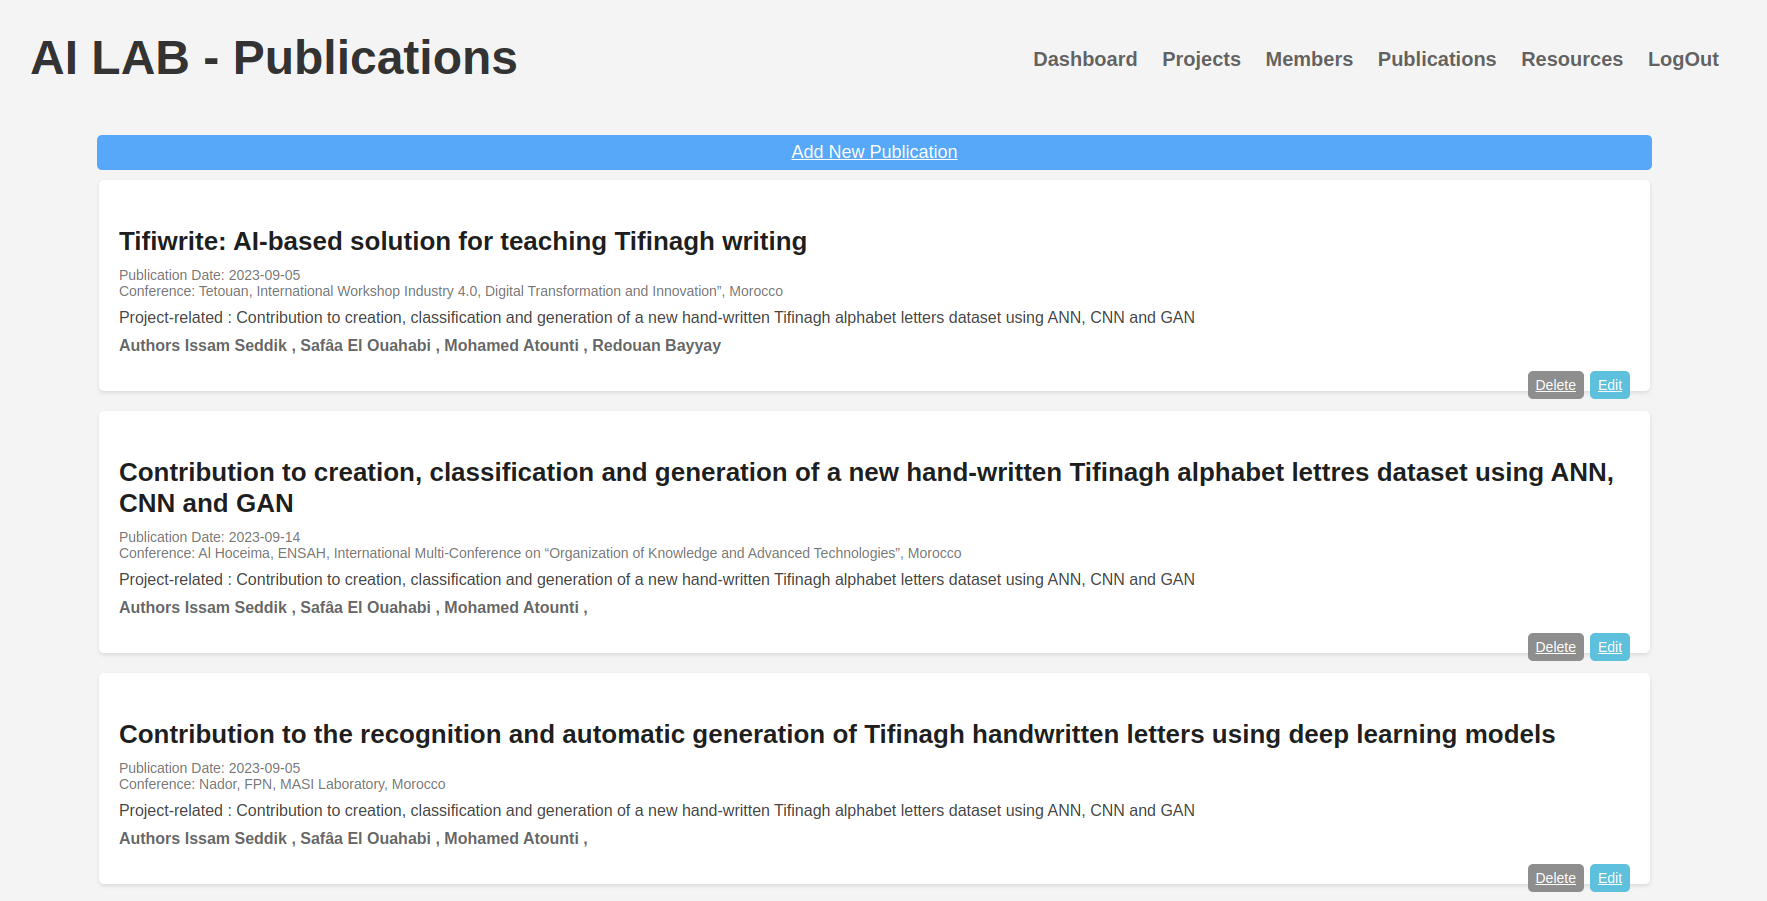 AI LAB - Publications
Dashboard Projects Members Publications Resources LogOut
Add New Publication
Tifiwrite: AI-based solution for teaching Tifinagh writing
Publication Date: 2023-09-05
Conference: Tetouan, International Workshop Industry 4.0, Digital Transformation and Innovation”, Morocco
Project-related : Contribution to creation, classification and generation of a new hand-written Tifinagh alphabet letters dataset using ANN, CNN and GAN
Authors Issam Seddik , Safâa El Ouahabi , Mohamed Atounti , Redouan Bayyay
Delete Edit
Contribution to creation, classification and generation of a new hand-written Tifinagh alphabet lettres dataset using ANN,
CNN and GAN
Publication Date: 2023-09-14
Conference: Al Hoceima, ENSAH, International Multi-Conference on “Organization of Knowledge and Advanced Technologies”, Morocco
Project-related : Contribution to creation, classification and generation of a new hand-written Tifinagh alphabet letters dataset using ANN, CNN and GAN
Authors Issam Seddik , Safâa El Ouahabi , Mohamed Atounti ,
Delete Edit
Contribution to the recognition and automatic generation of Tifinagh handwritten letters using deep learning models
Publication Date: 2023-09-05
Conference: Nador, FPN, MASI Laboratory, Morocco
Project-related : Contribution to creation, classification and generation of a new hand-written Tifinagh alphabet letters dataset using ANN, CNN and GAN
Authors Issam Seddik , Safâa El Ouahabi , Mohamed Atounti ,
Delete Edit